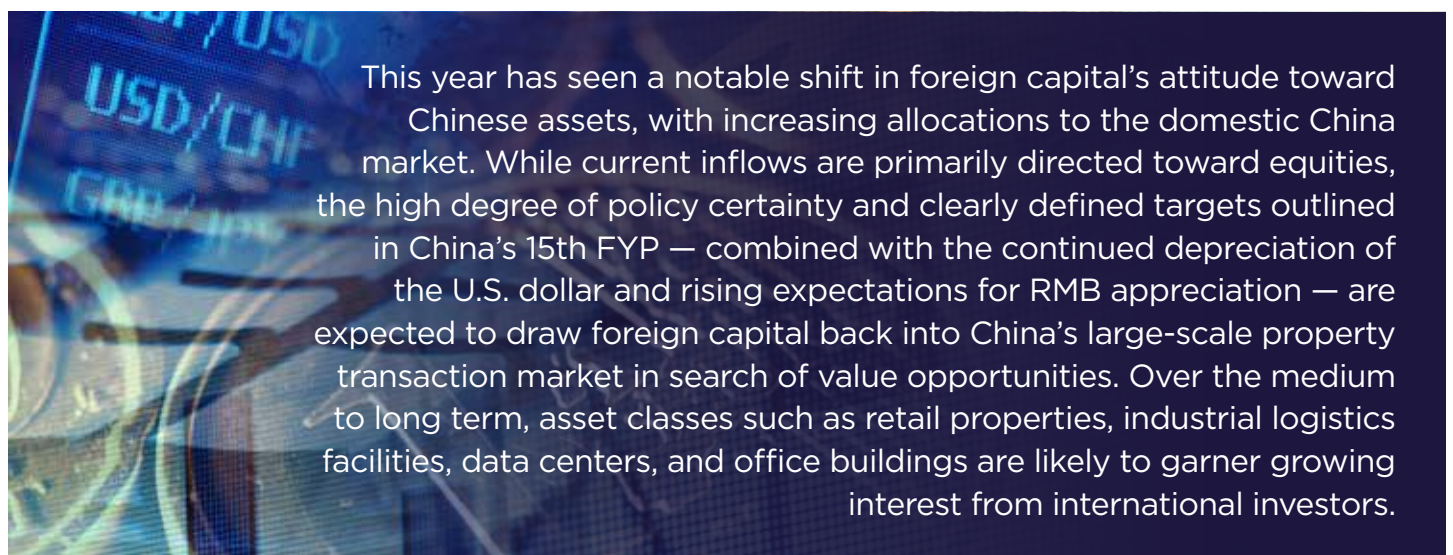 USD
USD/CHF
GBP/
This year has seen a notable shift in foreign capital’s attitude toward
Chinese assets, with increasing allocations to the domestic China
market. While current inflows are primarily directed toward equities,
the high degree of policy certainty and clearly defined targets outlined
in China’s 15th FYP — combined with the continued depreciation of
the U.S. dollar and rising expectations for RMB appreciation — are
expected to draw foreign capital back into China’s large-scale property
transaction market in search of value opportunities. Over the medium
to long term, asset classes such as retail properties, industrial logistics
facilities, data centers, and office buildings are likely to garner growing
interest from international investors.